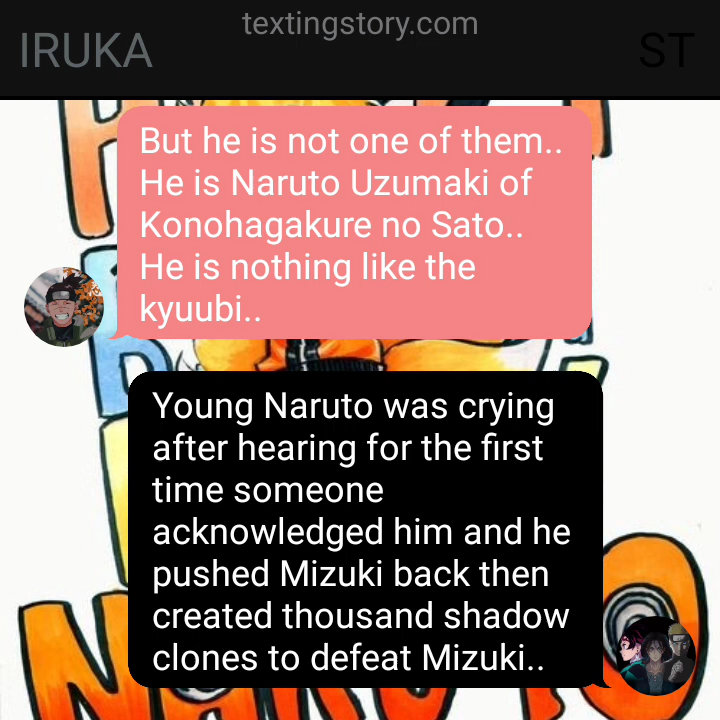 textingstory.com
IRUKA
ST
But he is not one of them..
He is Naruto Uzumaki of
Konohagakure no Sato..
He is nothing like the
kyuubi..
Young Naruto was crying
after hearing for the first
time someone
acknowledged him and he
pushed Mizuki back then
created thousand shadow
clones to defeat Mizuki..